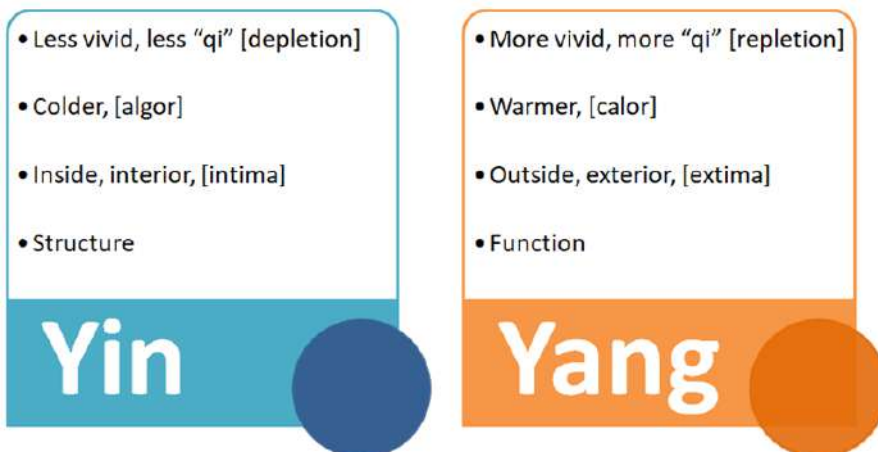 • Less vivid, less “qi” [depletion]
• Colder, [algor]
• Inside, interior, [intima]
• Structure
Yin
• More vivid, more “qi” [repletion]
• Warmer, [calor]
• Outside, exterior, [extima]
• Function
Yang